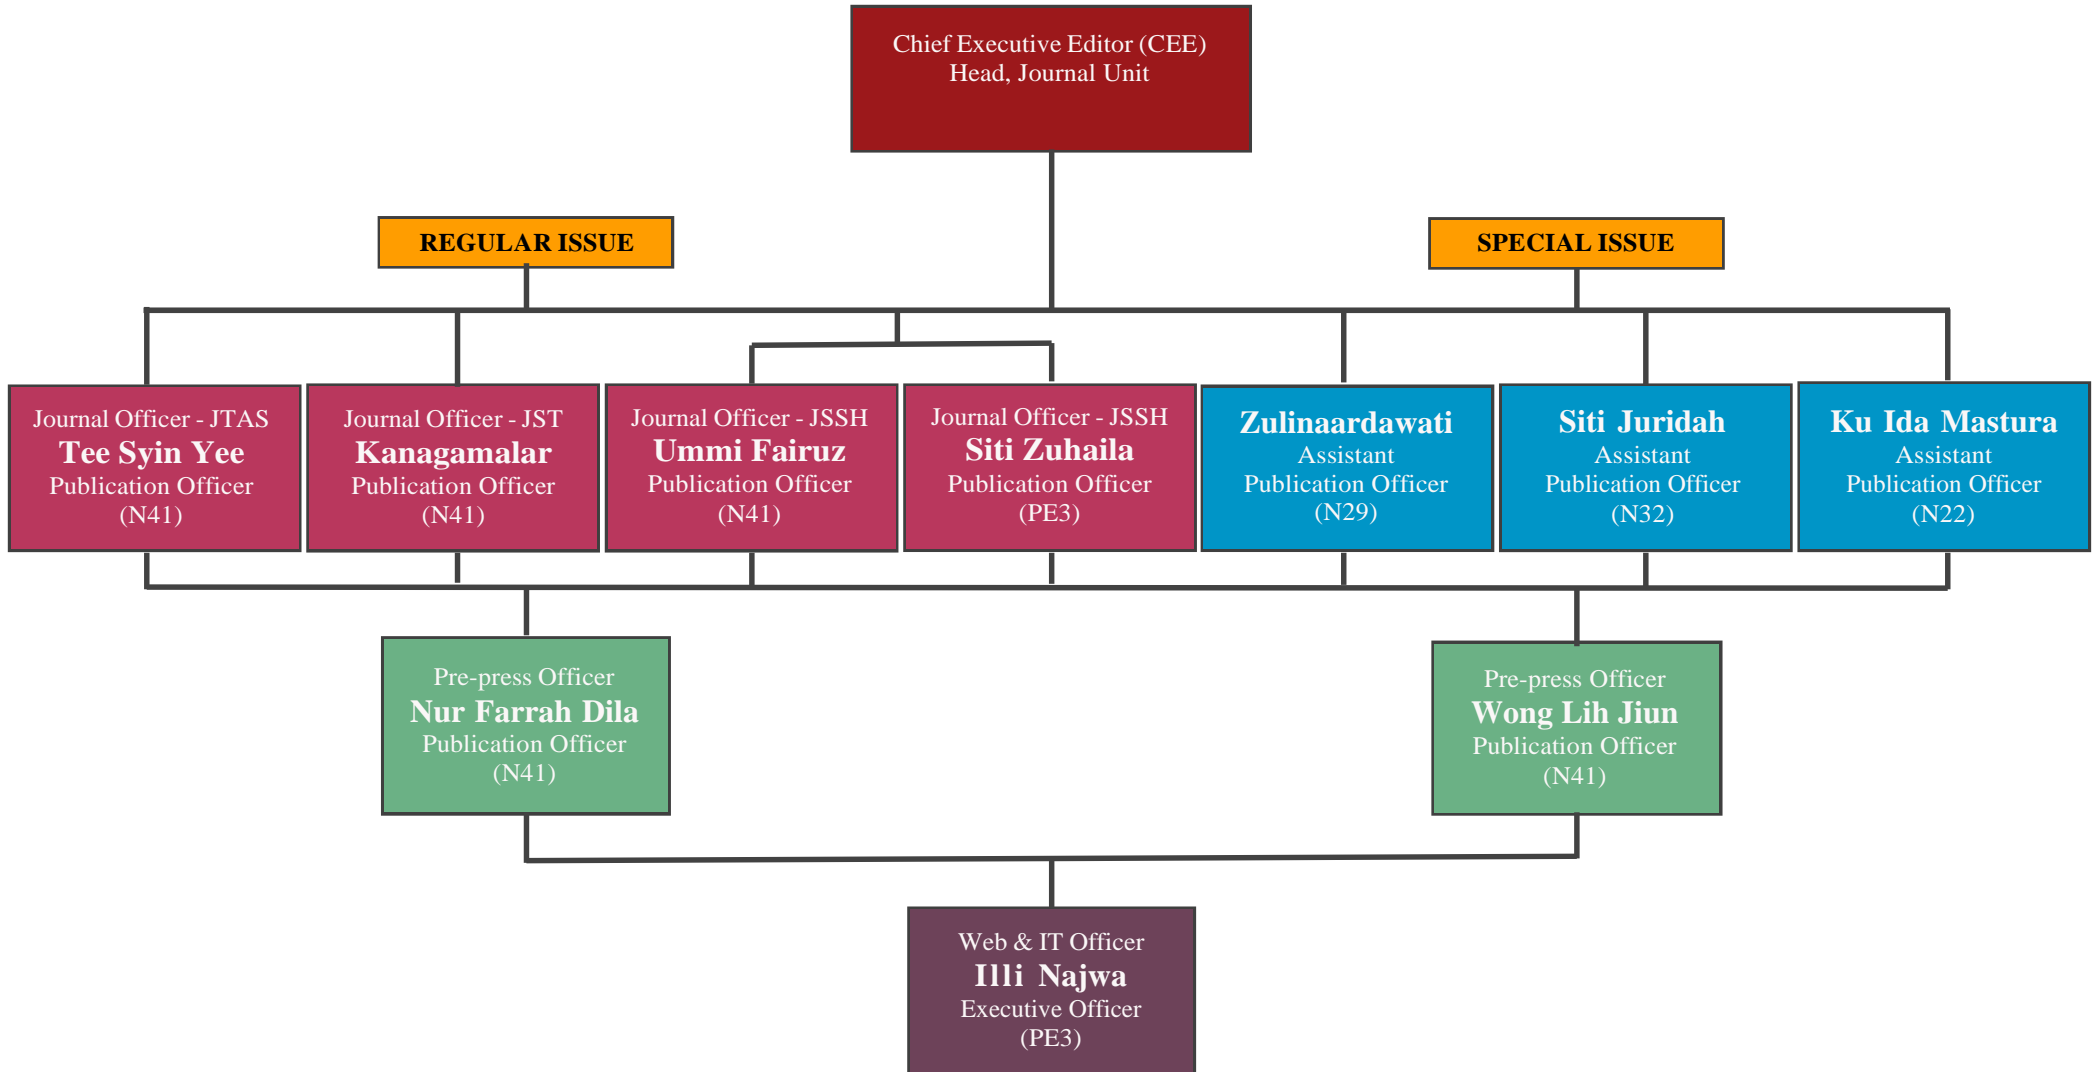 Chief Executive Editor (CEE)
Head, Journal Unit
REGULAR ISSUE
SPECIAL ISSUE
Journal Officer - JTAS
Tee Syin Yee
Publication Officer
(N41)
Journal Officer - JST
Kanagamalar
Publication Officer
(N41)
Journal Officer - JSSH
Ummi Fairuz
Publication Officer
(N41)
Journal Officer - JSSH
Siti Zuhaila
Publication Officer
(PE3)
Zulinaardawati
Assistant
Publication Officer
(N29)
Siti Juridah
Assistant
Publication Officer
(N32)
Ku Ida Mastura
Assistant
Publication Officer
(N22)
Pre-press Officer
Nur Farrah Dila
Publication Officer
(N41)
Pre-press Officer
Wong Lih Jiun
Publication Officer
(N41)
Web & IT Officer
Illi Najwa
Executive Officer
(PE3)